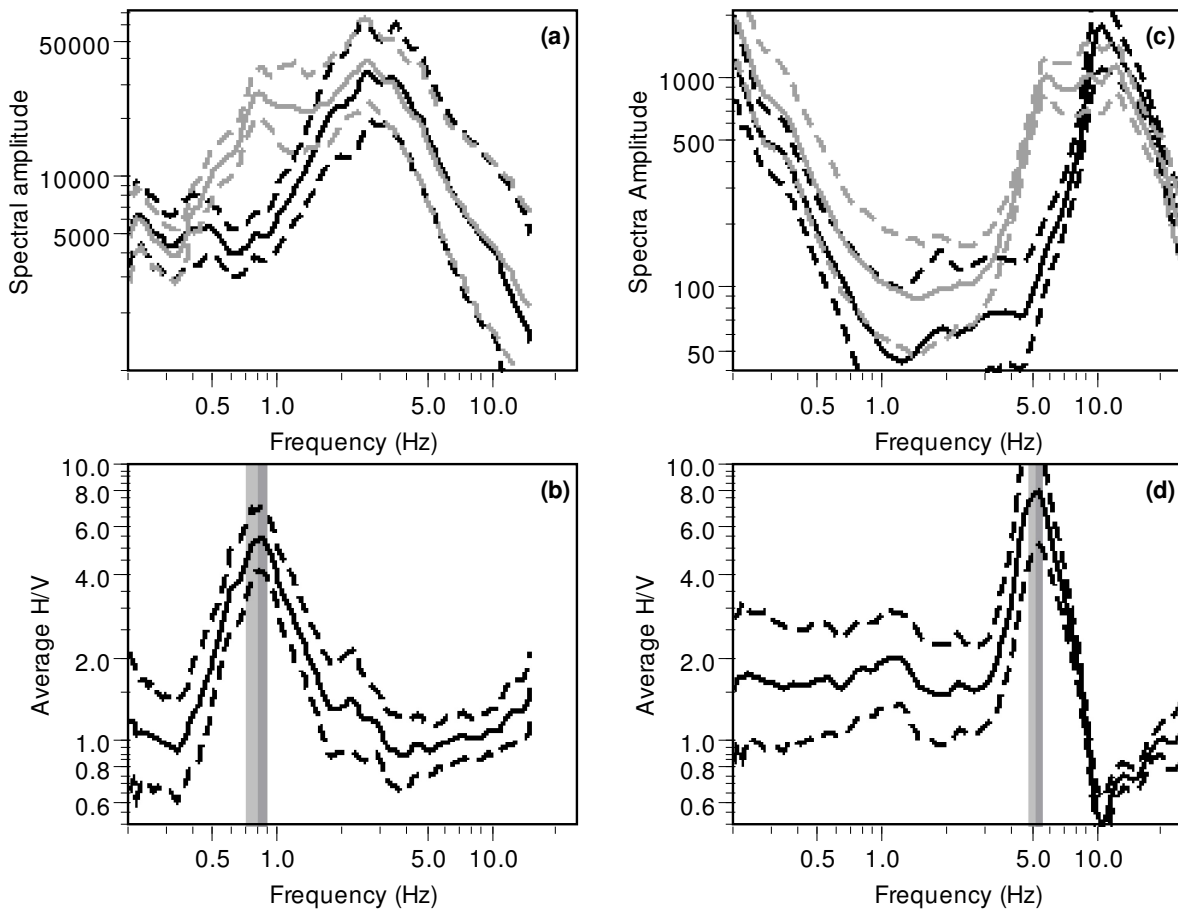 (a)
Spectral amplitude
50000
10000
5000
0.5 1.0 5.0 10.0
Frequency (Hz)
(c)
Spectra Amplitude
1000
500
100
50
0.5 1.0 5.0 10.0
Frequency (Hz)
(b)
Average H/V
10.0
8.0
6.0
4.0
2.0
1.0
0.8
0.6
0.5 1.0 5.0 10.0
Frequency (Hz)
(d)
Average H/V
10.0
8.0
6.0
4.0
2.0
1.0
0.8
0.6
0.5 1.0 5.0 10.0
Frequency (Hz)